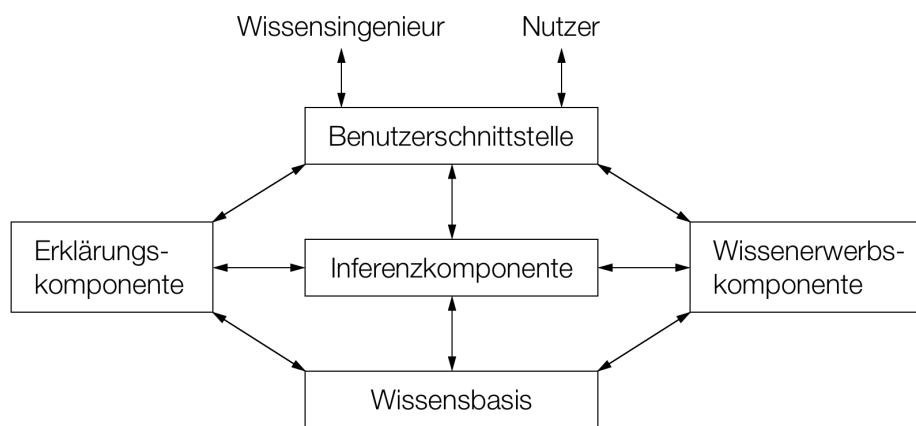 Wissensingenieur Nutzer
Benutzerschnittstelle
Erklärungs-
komponente
Inferenzkomponente
Wissenerwerbs-
komponente
Wissensbasis